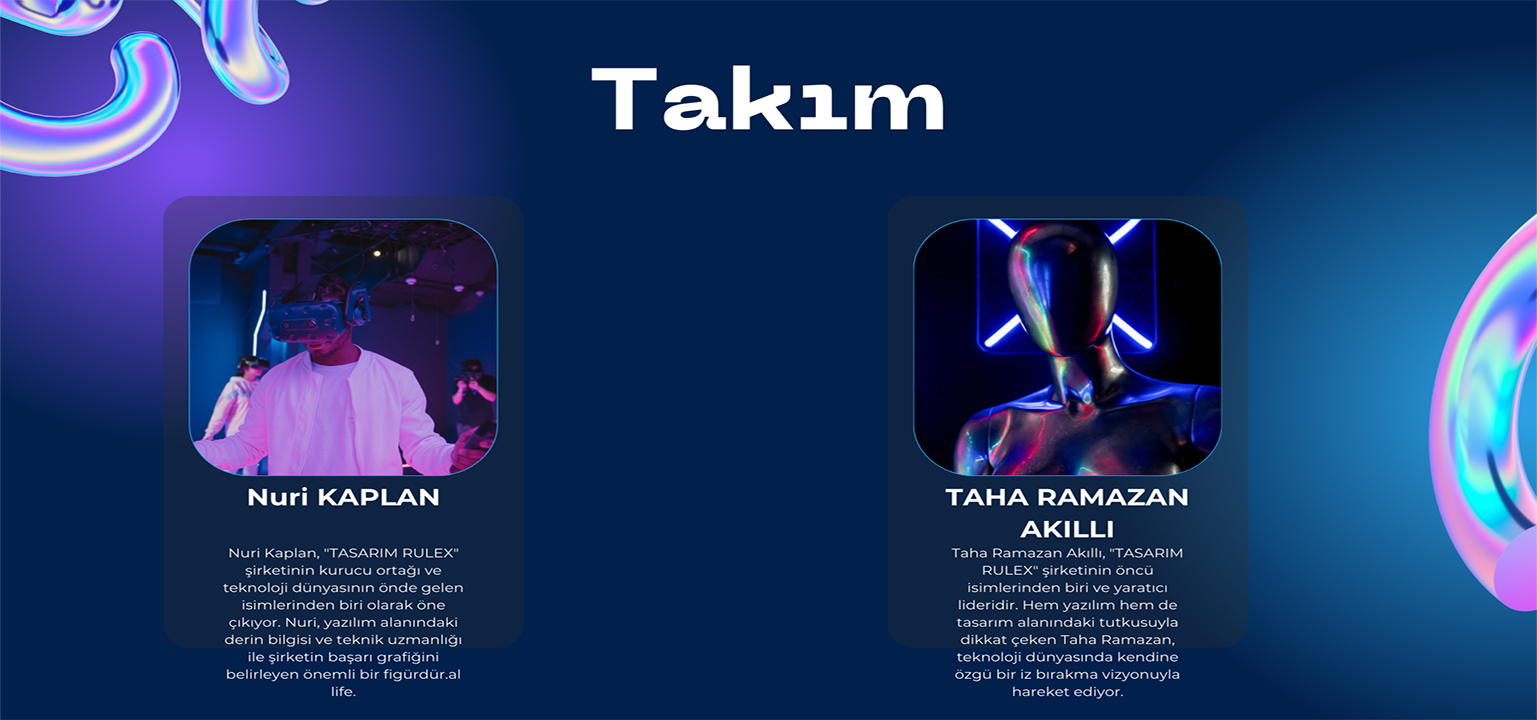 Takım
Nuri KAPLAN
Nuri Kaplan, "TASARIM RULEX"
şirketinin kurucu ortağı ve
teknoloji dünyasının önde gelen
isimlerinden biri olarak öne
çıkıyor. Nuri, yazılım alanındaki
derin bilgisi ve teknik uzmanlığı
ile şirketin başarı grafiğini
belirleyen önemli bir figürdür.al
life.
TAHA RAMAZAN
AKILLI
Taha Ramazan Akıllı, "TASARIM
RULEX" şirketinin öncü
isimlerinden biri ve yaratıcı
lideridir. Hem yazılım hem de
tasarım alanındaki tutkusuyla
dikkat çeken Taha Ramazan,
teknoloji dünyasında kendine
özgü bir iz bırakma vizyonuyla
hareket ediyor.